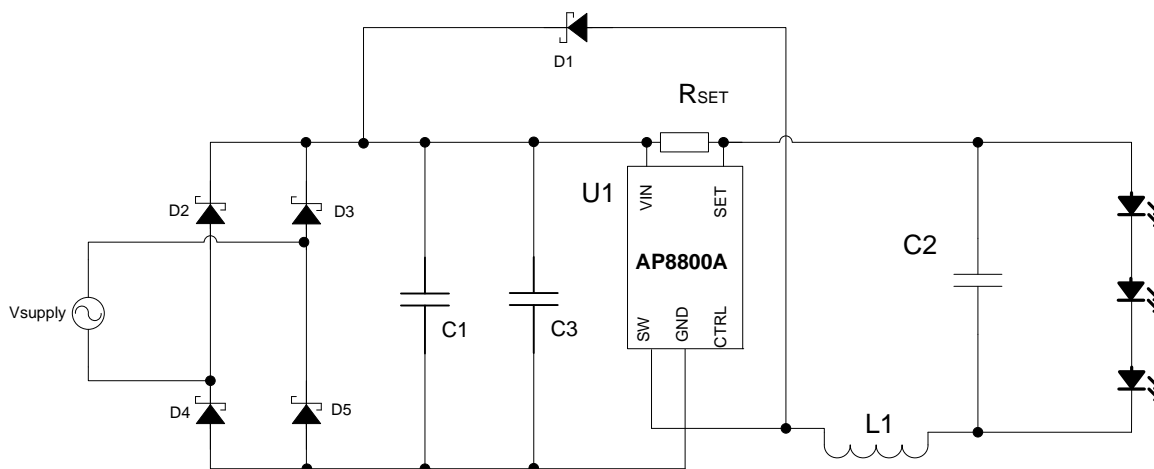 D1
RSET
U1
VIN
SET
D2
D3
AP8800A
C2
Vsupply
C1
C3
SW
GND
CTRL
D4
D5
L1